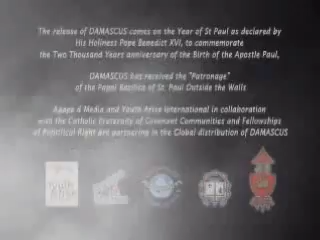 The release of DAMASCUS comes on the Year of St Paul as declared by
His Holiness Pope Benedict XVI, to commemorate
the Two Thousand Years anniversary of the Birth of the Apostle Paul,
DAMASCUS has received the "Patronage"
of the Papal Basilica of St. Paul Outside the Walls
Agape d Media and Youth Arise International in collaboration
with the Catholic Fraternity of Covenant Communities and Fellowships
of Pontifical Right are partnering in the Global distribution of DAMASCUS